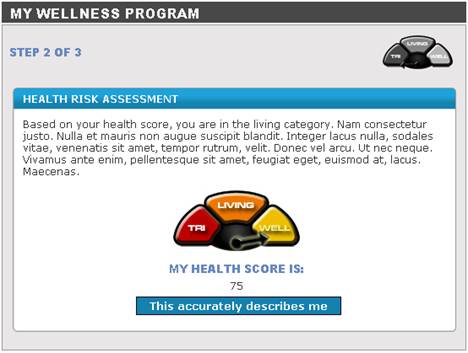 MY WELLNESS PROGRAM
STEP 2 OF 3
LIVING
TRI WELL
HEALTH RISK ASSESSMENT
Based on your health score, you are in the living category. Nam consectetur
justo. Nulla et mauris non augue suscipit blandit. Integer lacus nulla, sodales
vitae, venenatis sit amet, tempor rutrum, velit. Donec vel arcu. Ut nec neque.
Vivamus ante enim, pellentesque sit amet, feugiat eget, euismod at, lacus.
Maecenas.
LIVING
TRI WELL
MY HEALTH SCORE IS:
75
This accurately describes me